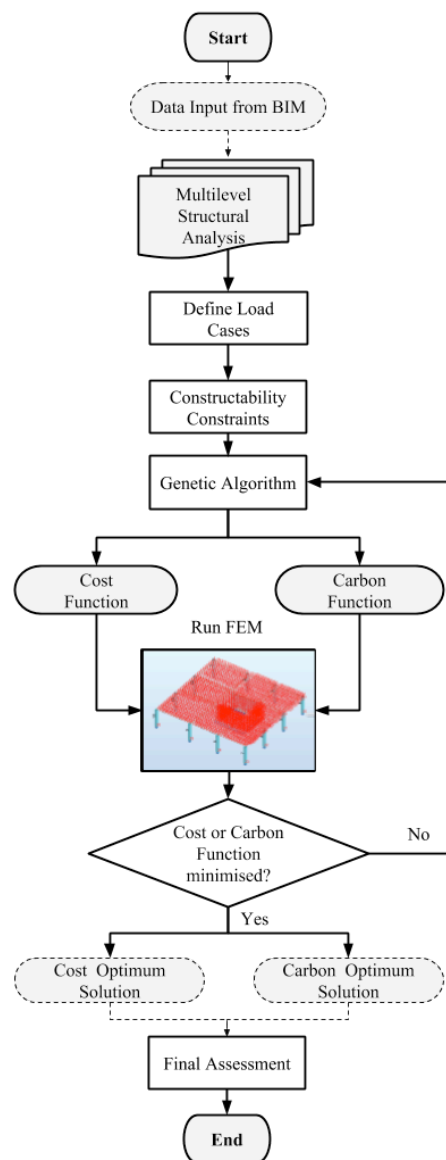 Start
Data Input from BIM
Multilevel
Structural
Analysis
Define Load
Cases
Constructability
Constraints
Genetic Algorithm
Cost
Function
Carbon
Function
Run FEM
Cost or Carbon
Function
minimised?
No
Yes
Cost Optimum
Solution
Carbon Optimum
Solution
Final Assessment
End